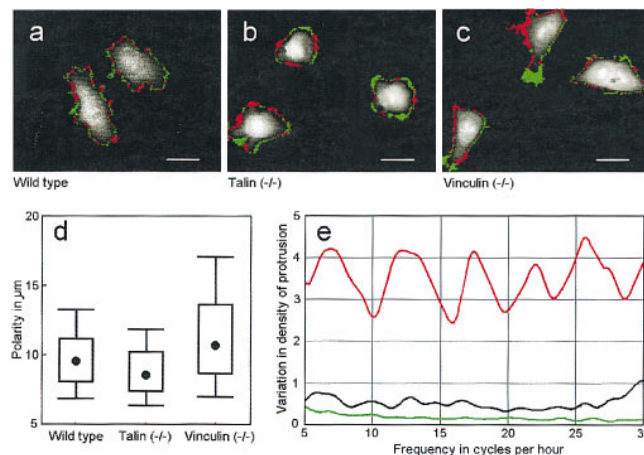 a
b
c
Wild type
Talin (-/-)
Vinculin (-/-)
d
20
15
10
5
Polarity in µm
Wild type
Talin (-/-)
Vinculin (-/-)
e
5
4
3
2
1
0
Variation in density of protrusion
5
10
15
20
25
30
Frequency in cycles per hour